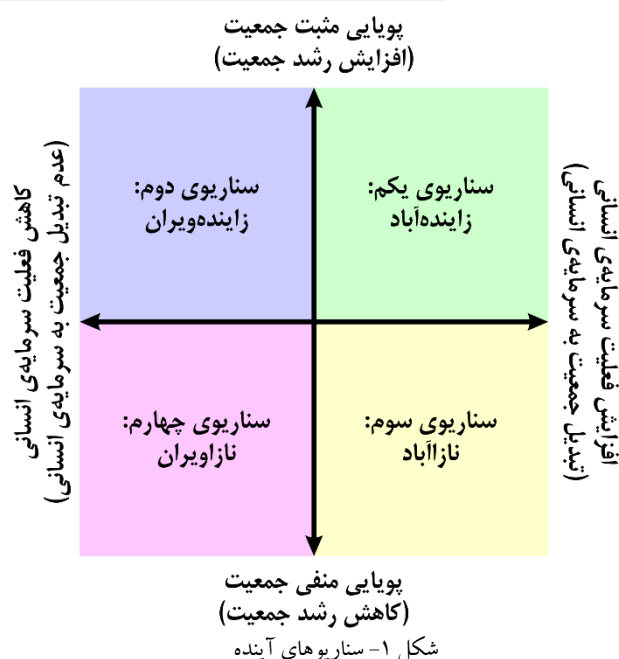 پویایی مثبت جمعیت
(افزایش رشد جمعیت)
سناریوی یکم:
زاینده‌آباد
سناریوی دوم:
زاینده‌ویران
افزایش فعلیت سرمایه‌ی انسانی
(تبدیل جمعیت به سرمایه‌ی انسانی)
کاهش فعلیت سرمایه‌ی انسانی
(عدم تبدیل جمعیت به سرمایه‌ی انسانی)
سناریوی سوم:
نازاآباد
سناریوی چهارم:
نازاویران
پویایی منفی جمعیت
(کاهش رشد جمعیت)
شکل ۱- سناریوهای آینده